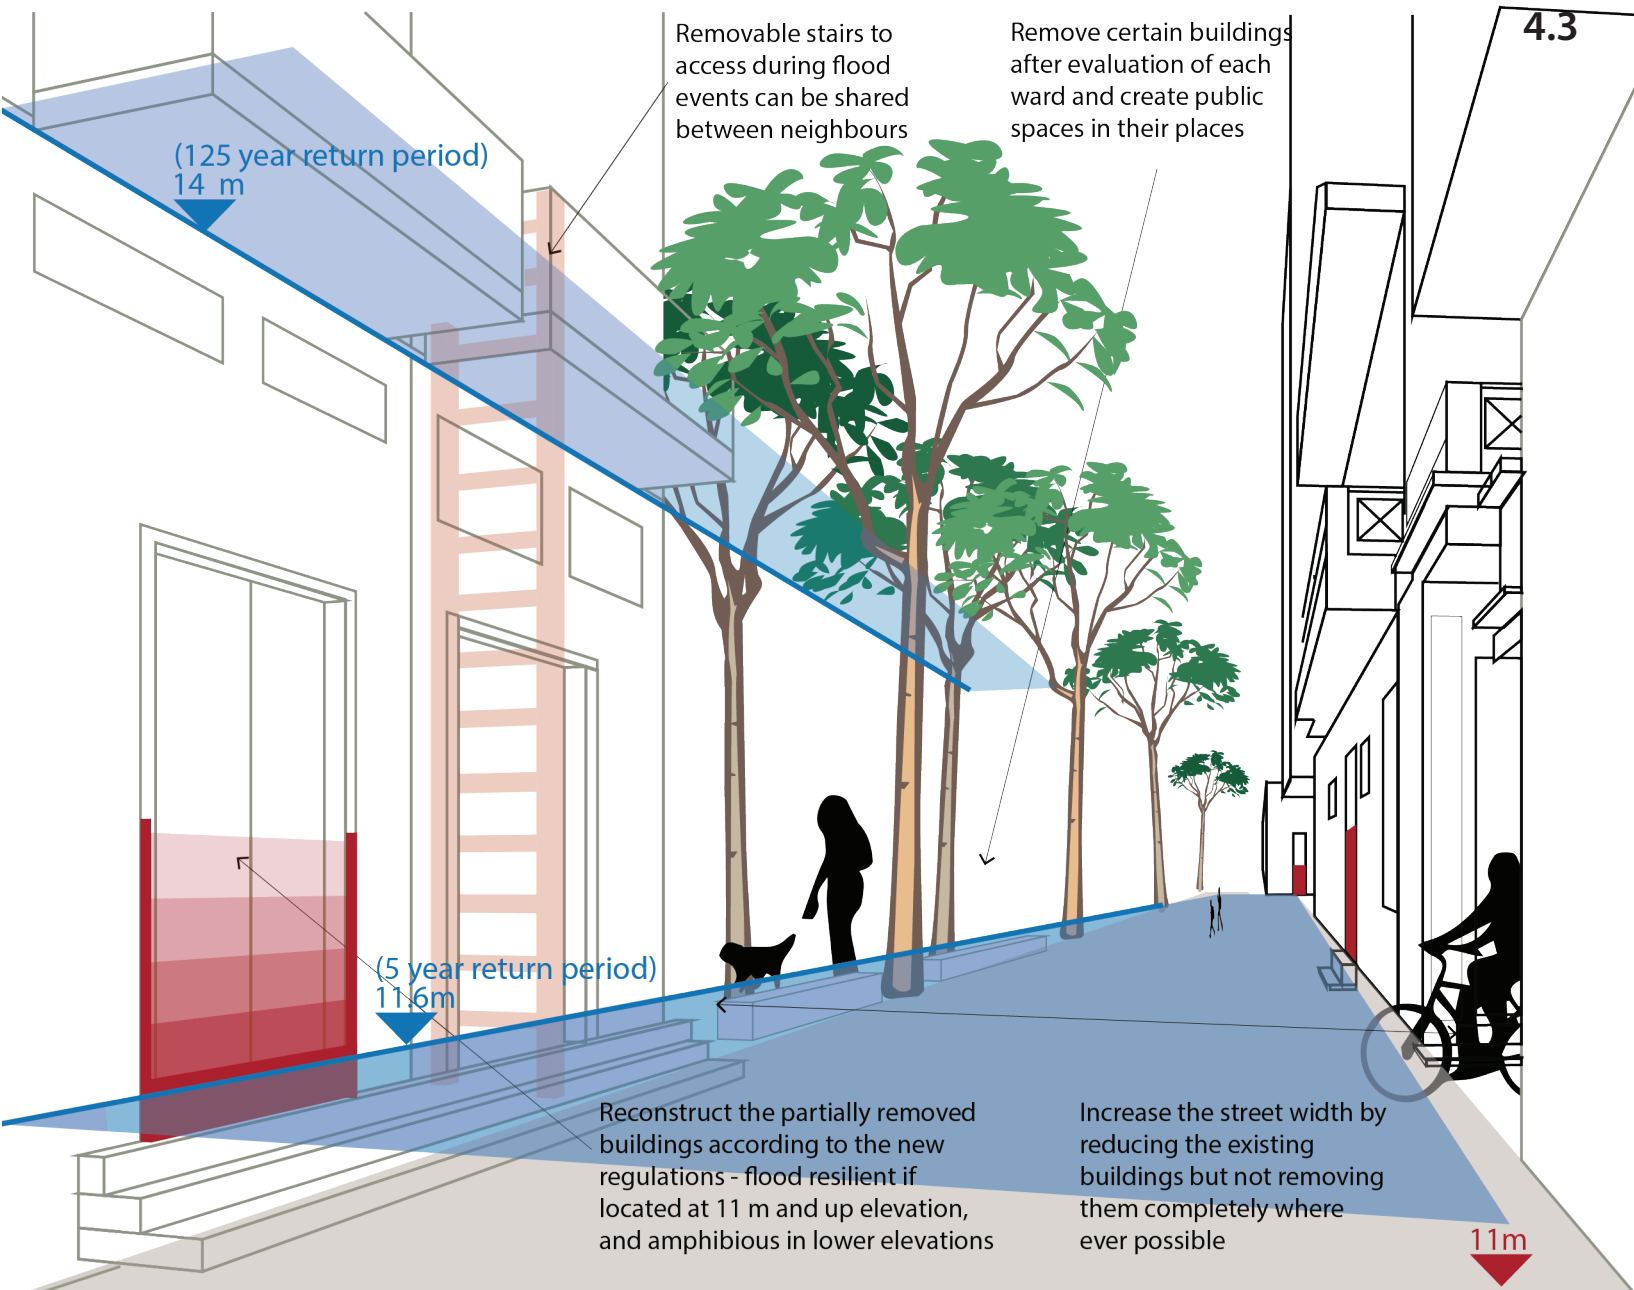 4.3
Removable stairs to
access during flood
events can be shared
between neighbours
Remove certain buildings
after evaluation of each
ward and create public
spaces in their places
(125 year return period)
14 m
(5 year return period)
11.6m
Reconstruct the partially removed
buildings according to the new
regulations - flood resilient if
located at 11 m and up elevation,
and amphibious in lower elevations
Increase the street width by
reducing the existing
buildings but not removing
them completely where
ever possible
11m